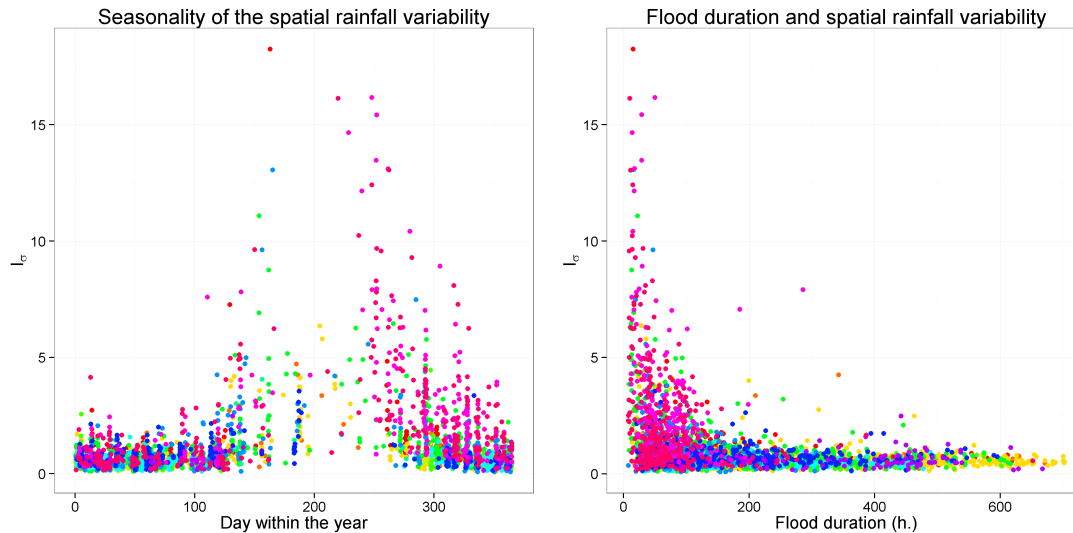 Seasonality of the spatial rainfall variability
15
10
5
0
Iσ
0 100 200 300
Day within the year
Flood duration and spatial rainfall variability
15
10
5
0
Iσ
0 200 400 600
Flood duration (h.)